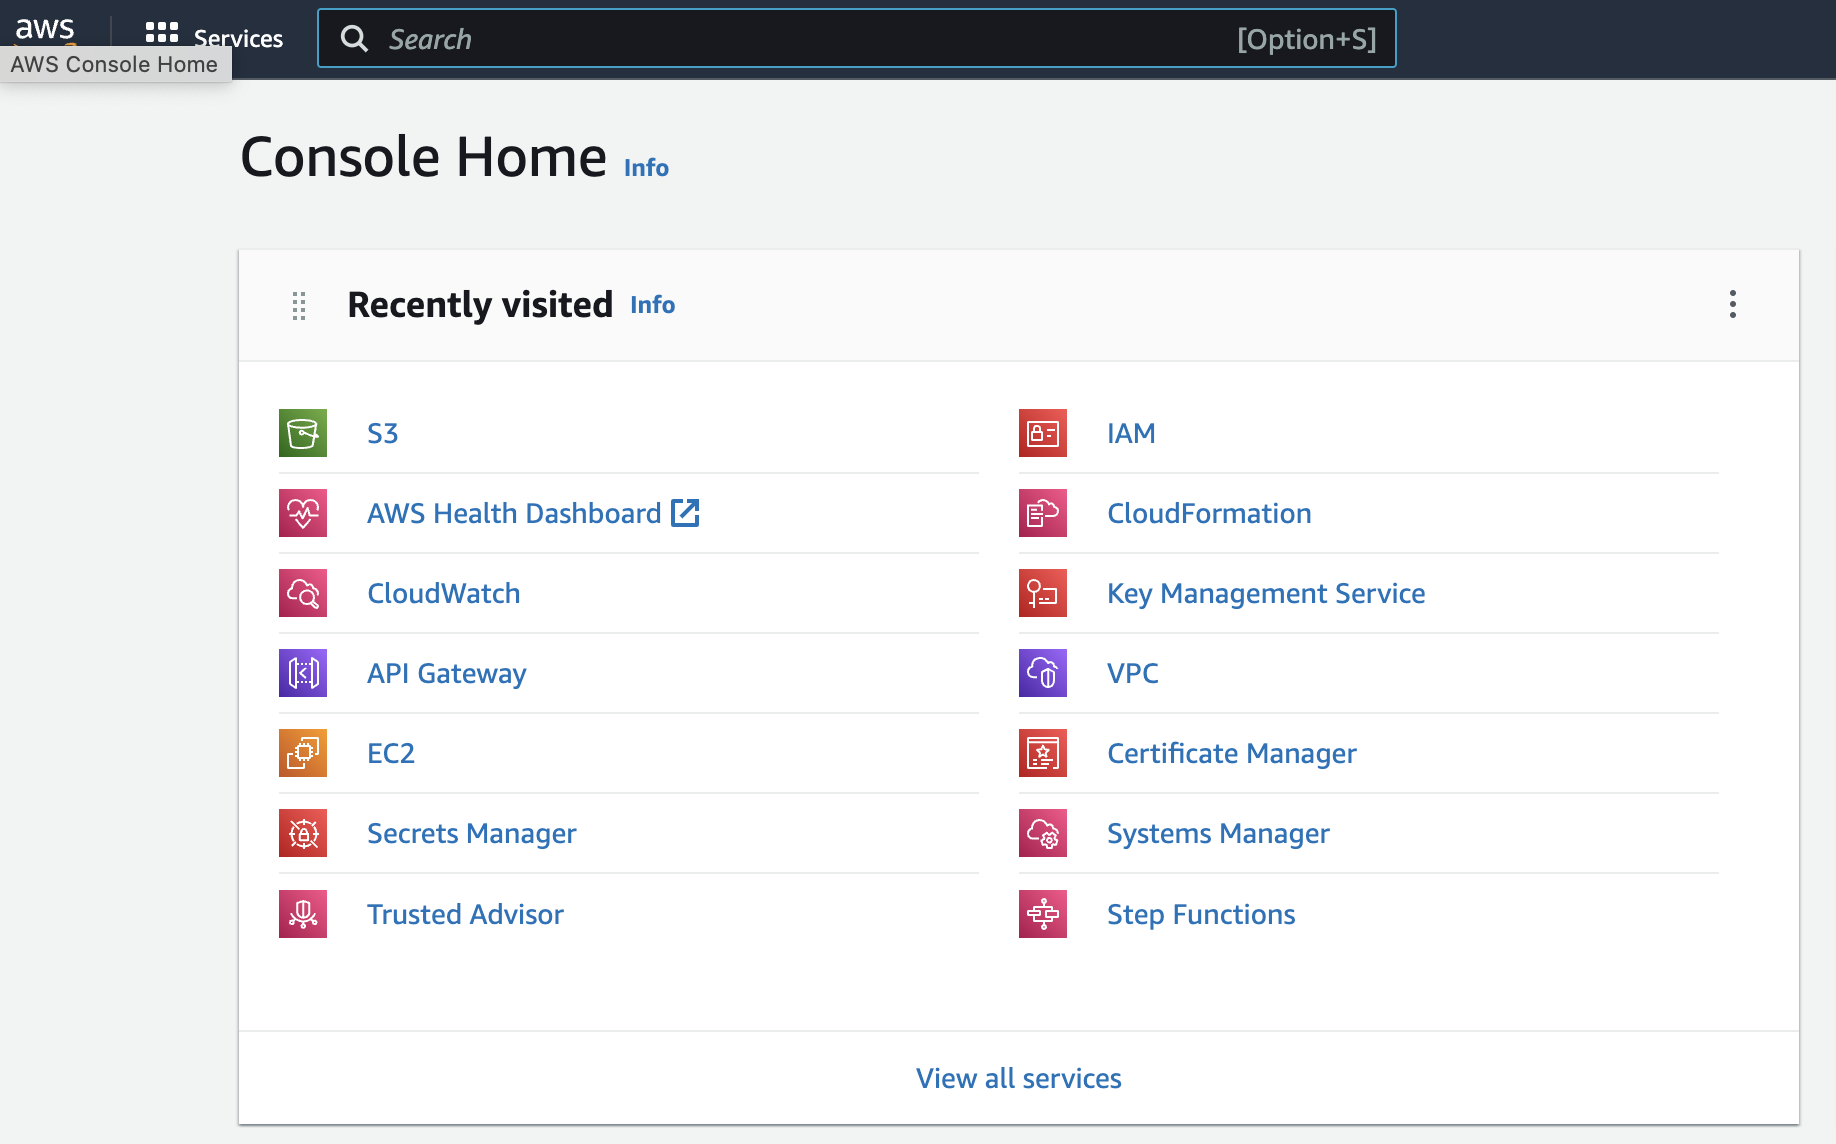 aws
Services
Search
[Option+S]
AWS Console Home
Console Home Info
Recently visited Info
S3
IAM
AWS Health Dashboard
CloudFormation
CloudWatch
Key Management Service
API Gateway
VPC
EC2
Certificate Manager
Secrets Manager
Systems Manager
Trusted Advisor
Step Functions
View all services